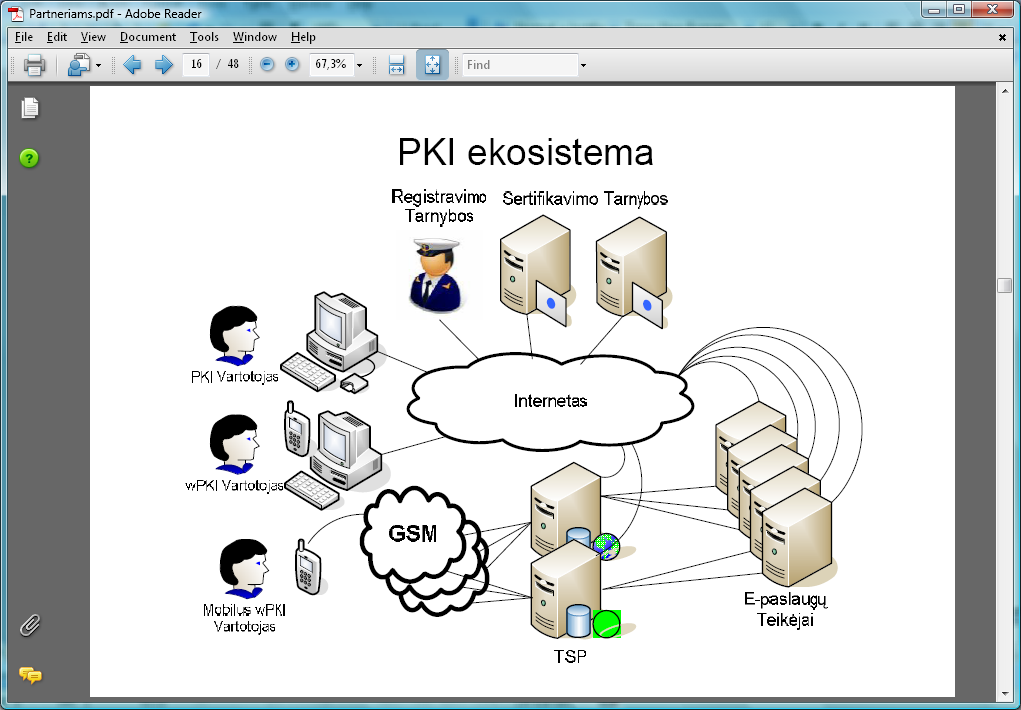 Partneriams.pdf - Adobe Reader
File Edit View Document Tools Window Help
16 / 48 67,3% Find
PKI ekosistema
Registravimo
Tarnybos
Sertifikavimo Tarnybos
PKI Vartotojas
Internetas
wPKI Vartotojas
GSM
Mobilus wPKI
Vartotojas
E-paslaugų
Teikėjai
TSP